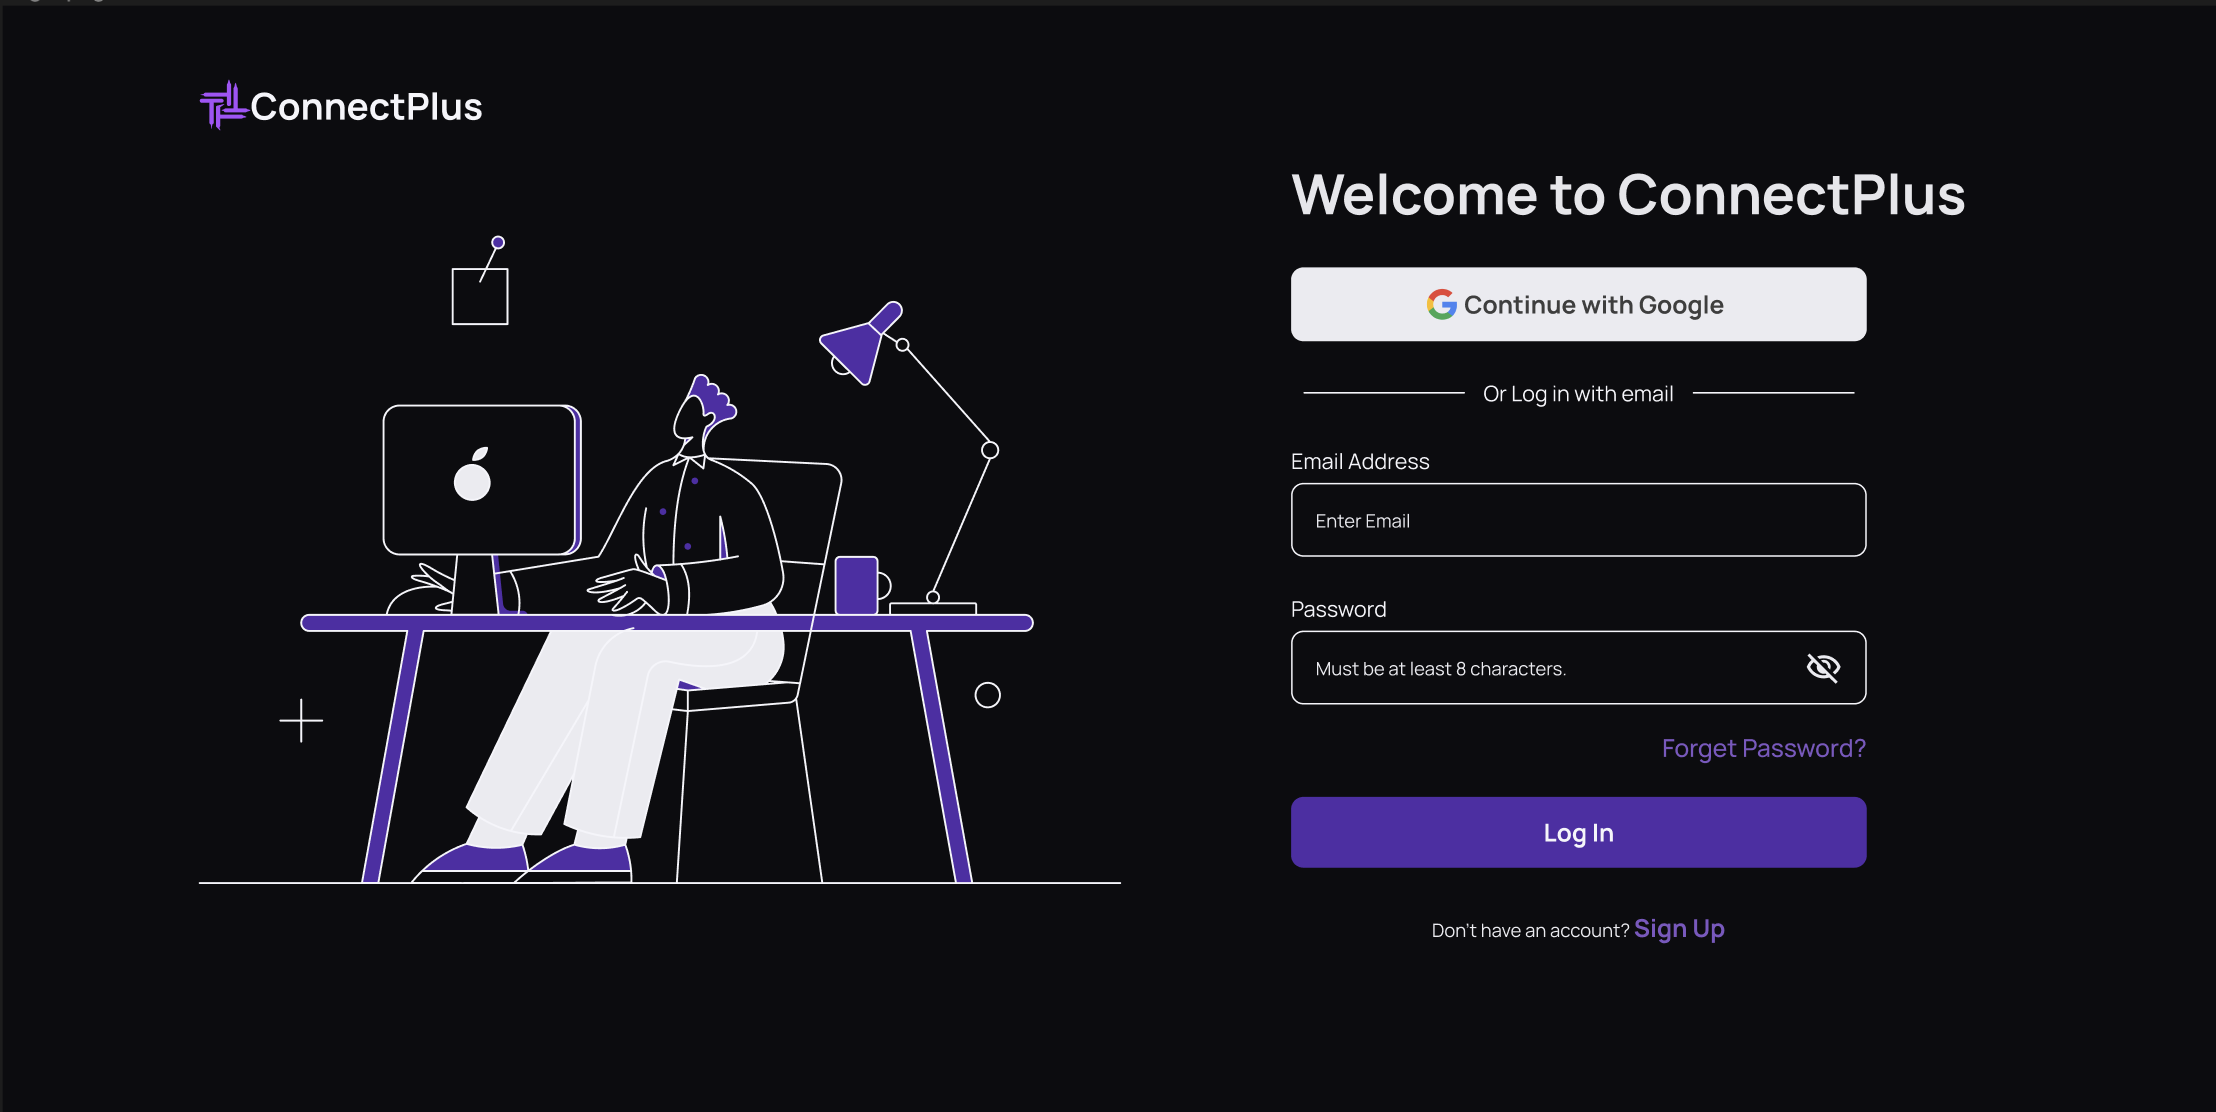 ConnectPlus
Welcome to ConnectPlus
Continue with Google
Or Log in with email
Email Address
Enter Email
Password
Must be at least 8 characters.
Forget Password?
Log In
Don't have an account? Sign Up